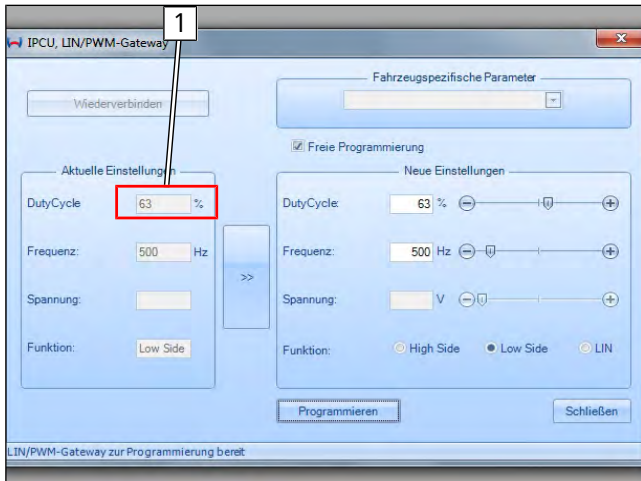 1
IPCU, LIN/PWM-Gateway
Fahrzeugspezifische Parameter
Wiederverbinden
Freie Programmierung
Aktuelle Einstellungen
Neue Einstellungen
DutyCycle 63 %
DutyCycle: 63 %
Frequenz: 500 Hz
Frequenz: 500 Hz
>>
Spannung:
Spannung: V
Funktion: Low Side
Funktion: High Side Low Side LIN
Programmieren
Schließen
LIN/PWM-Gateway zur Programmierung bereit